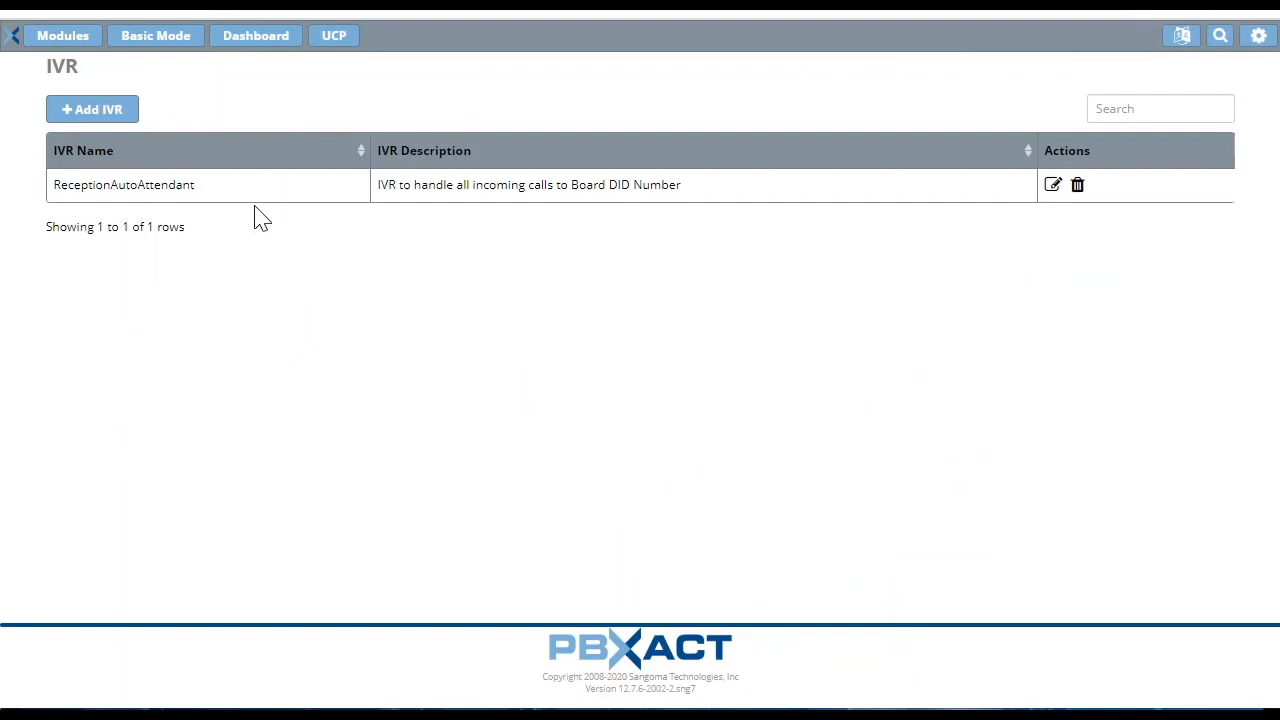 Modules Basic Mode Dashboard UCP
IVR
Add IVR
Search
IVR Name IVR Description Actions
ReceptionAutoAttendant IVR to handle all incoming calls to Board DID Number
Showing 1 to 1 of 1 rows
PBXACT
Copyright 2008-2020 Sangoma Technologies, Inc
Version 12.7.6-2002-2.sng7